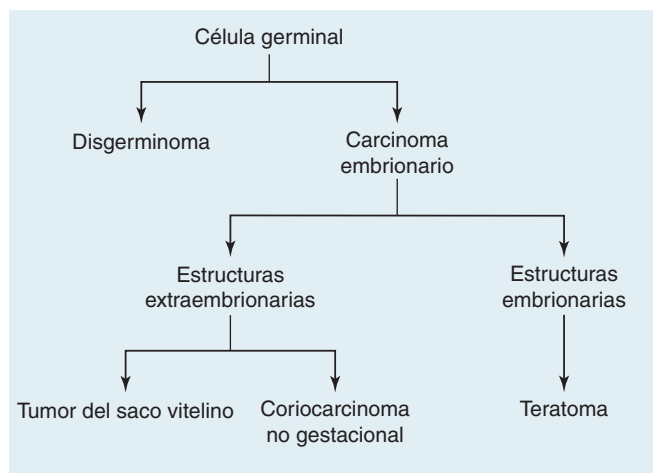 Célula germinal
Disgerminoma
Carcinoma
embrionario
Estructuras
extraembrionarias
Estructuras
embrionarias
Tumor del saco vitelino
Coriocarcinoma
no gestacional
Teratoma